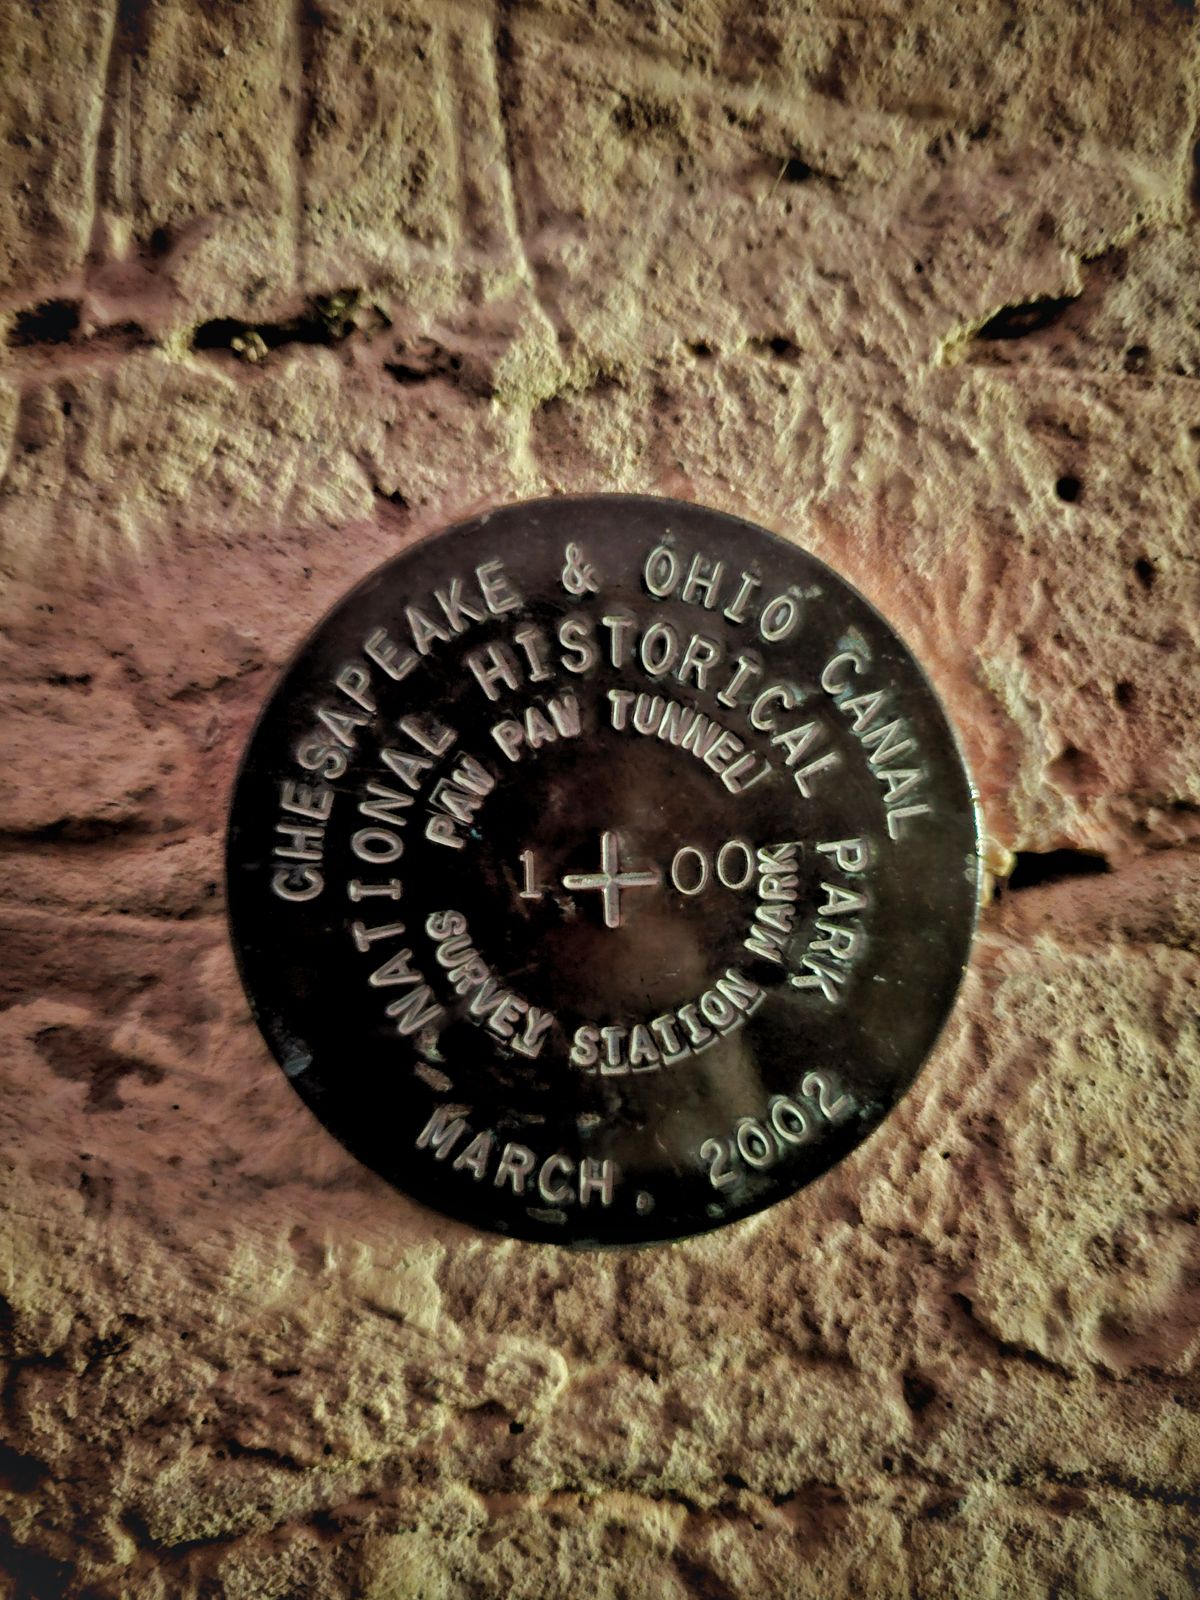 CHESAPEAKE & OHIO CANAL
NATIONAL HISTORICAL PARK
PAW PAW TUNNEL
1+00
SURVEY STATION MARK
MARCH, 2002